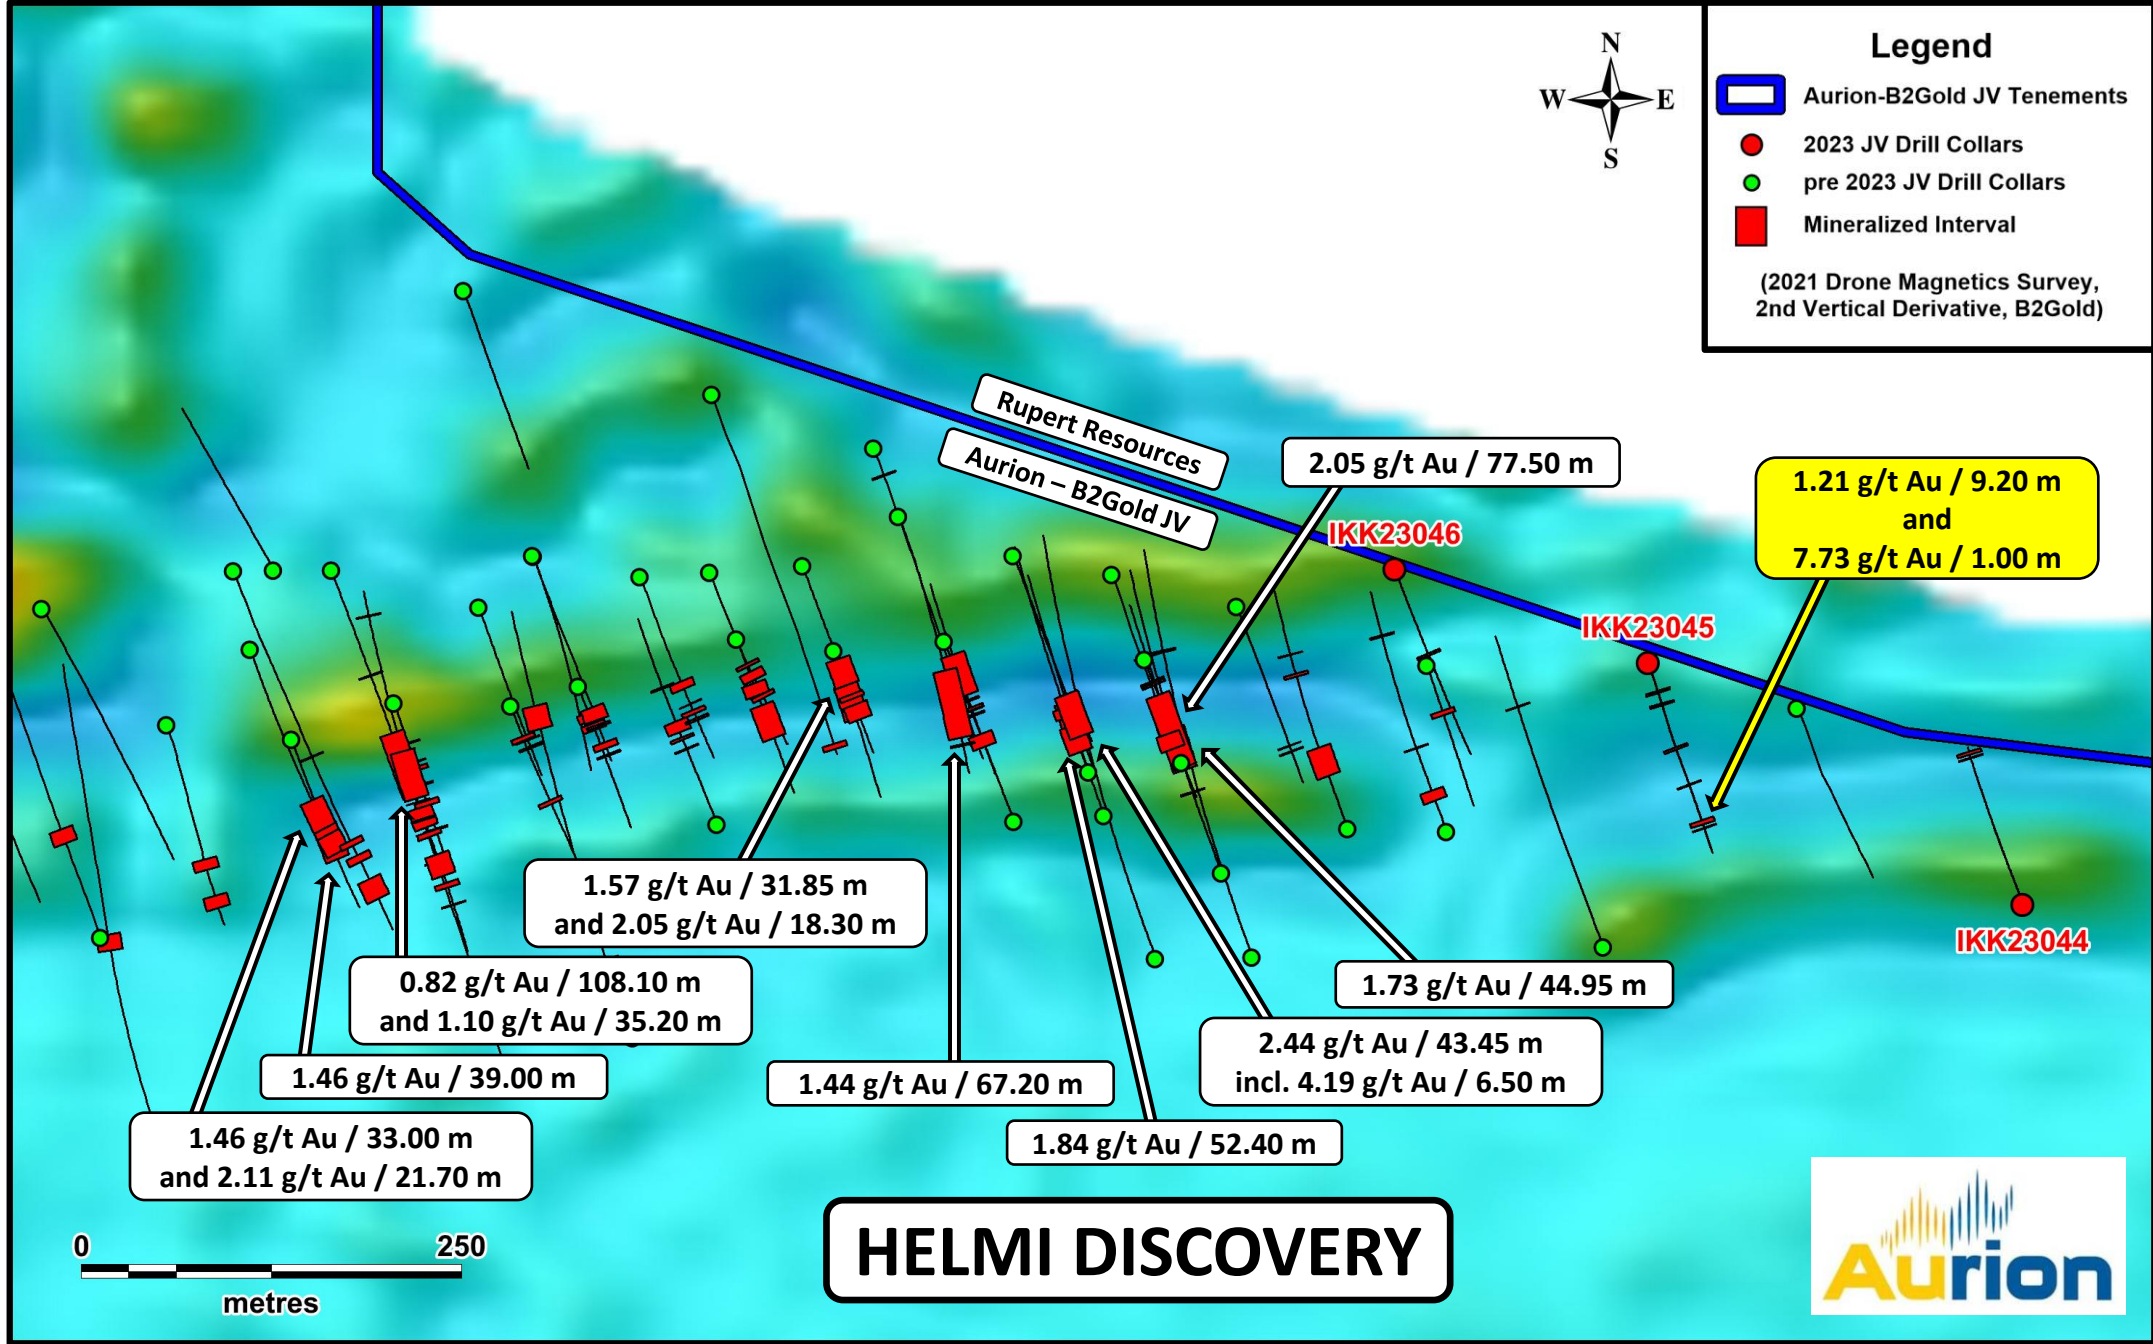 N
W
E
S
Legend
Aurion-B2Gold JV Tenements
2023 JV Drill Collars
pre 2023 JV Drill Collars
Mineralized Interval
(2021 Drone Magnetics Survey,
2nd Vertical Derivative, B2Gold)
Rupert Resources
Aurion – B2Gold JV
2.05 g/t Au / 77.50 m
1.21 g/t Au / 9.20 m
and
7.73 g/t Au / 1.00 m
IKK23046
IKK23045
IKK23044
1.57 g/t Au / 31.85 m
and 2.05 g/t Au / 18.30 m
0.82 g/t Au / 108.10 m
and 1.10 g/t Au / 35.20 m
1.46 g/t Au / 39.00 m
1.46 g/t Au / 33.00 m
and 2.11 g/t Au / 21.70 m
1.44 g/t Au / 67.20 m
1.84 g/t Au / 52.40 m
2.44 g/t Au / 43.45 m
incl. 4.19 g/t Au / 6.50 m
1.73 g/t Au / 44.95 m
HELMI DISCOVERY
0 250
metres
Aurion